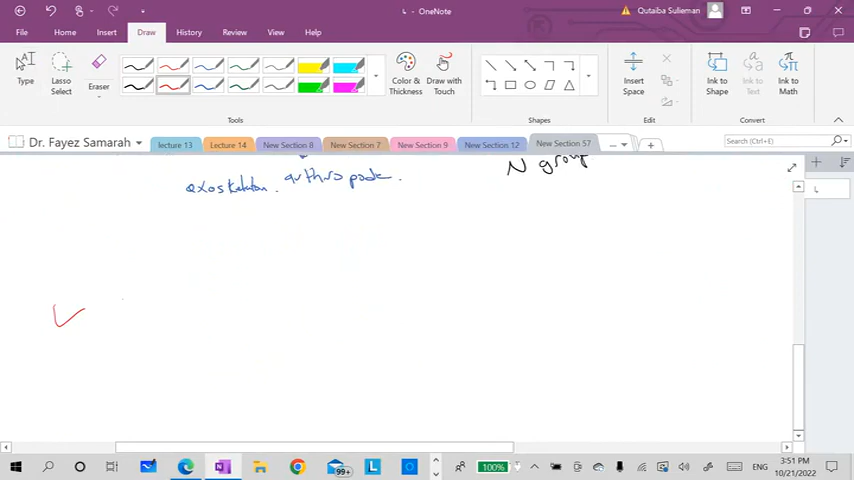 - OneNote
Qutaiba Sulieman
File
Home
Insert
Draw
History
Review
View
Help
Type
Lasso Select
Eraser
Color & Thickness
Draw with Touch
Insert Space
Ink to Shape
Ink to Text
Ink to Math
Tools
Shapes
Edit
Convert
Dr. Fayez Samarah
lecture 13
Lecture 14
New Section 8
New Section 7
New Section 9
New Section 12
New Section 57
Search (Ctrl+E)
N group
exoskeleton. arthropode.
99+
100%
ENG
3:51 PM
10/21/2022